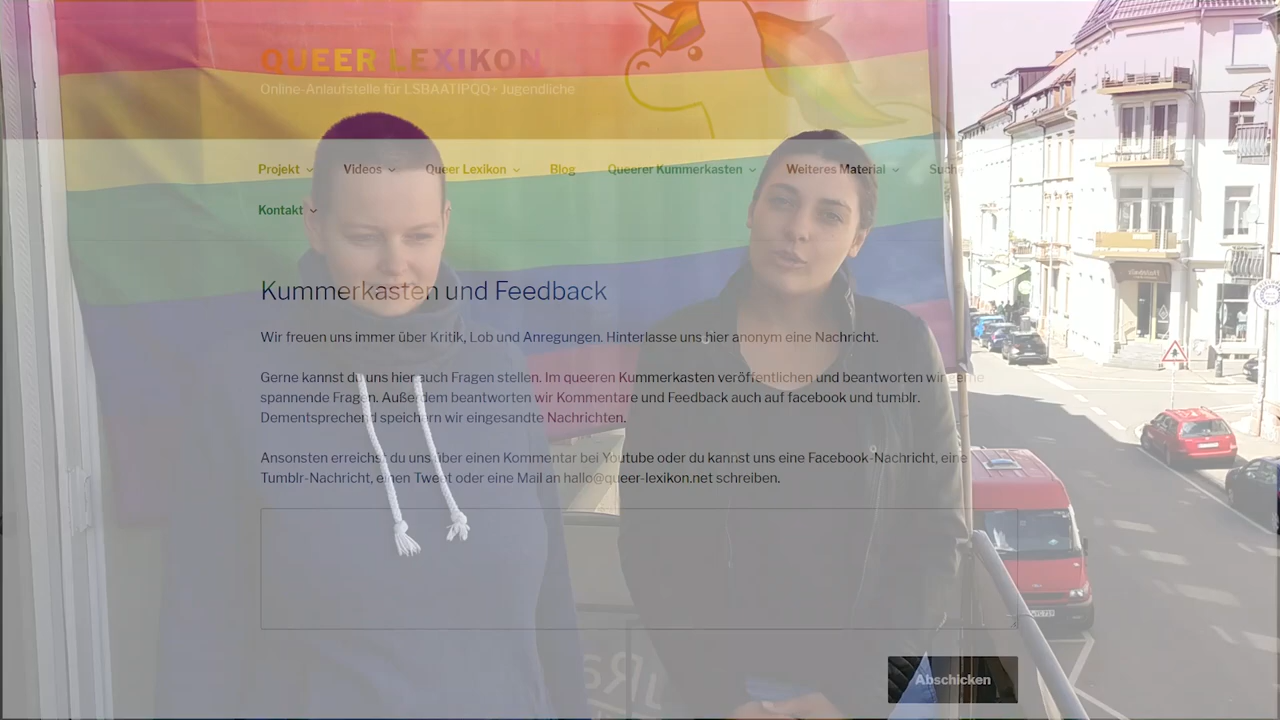 QUEER LEXIKON
Online-Anlaufstelle für LSBAATIPQQ+ Jugendliche
Projekt Videos Queer Lexikon Blog Queerer Kummerkasten Weiteres Material Suche
Kontakt
Kummerkasten und Feedback
Wir freuen uns immer über Kritik, Lob und Anregungen. Hinterlasse uns hier anonym eine Nachricht.
Gerne kannst du uns hier auch Fragen stellen. Im queeren Kummerkasten veröffentlichen und beantworten wir gerne
spannende Fragen. Außerdem beantworten wir Kommentare und Feedback auch auf facebook und tumblr.
Dementsprechend speichern wir eingesandte Nachrichten.
Ansonsten erreichst du uns über einen Kommentar bei Youtube oder du kannst uns eine Facebook-Nachricht, eine
Tumblr-Nachricht, einen Tweet oder eine Mail an hallo@queer-lexikon.net schreiben.
Abschicken